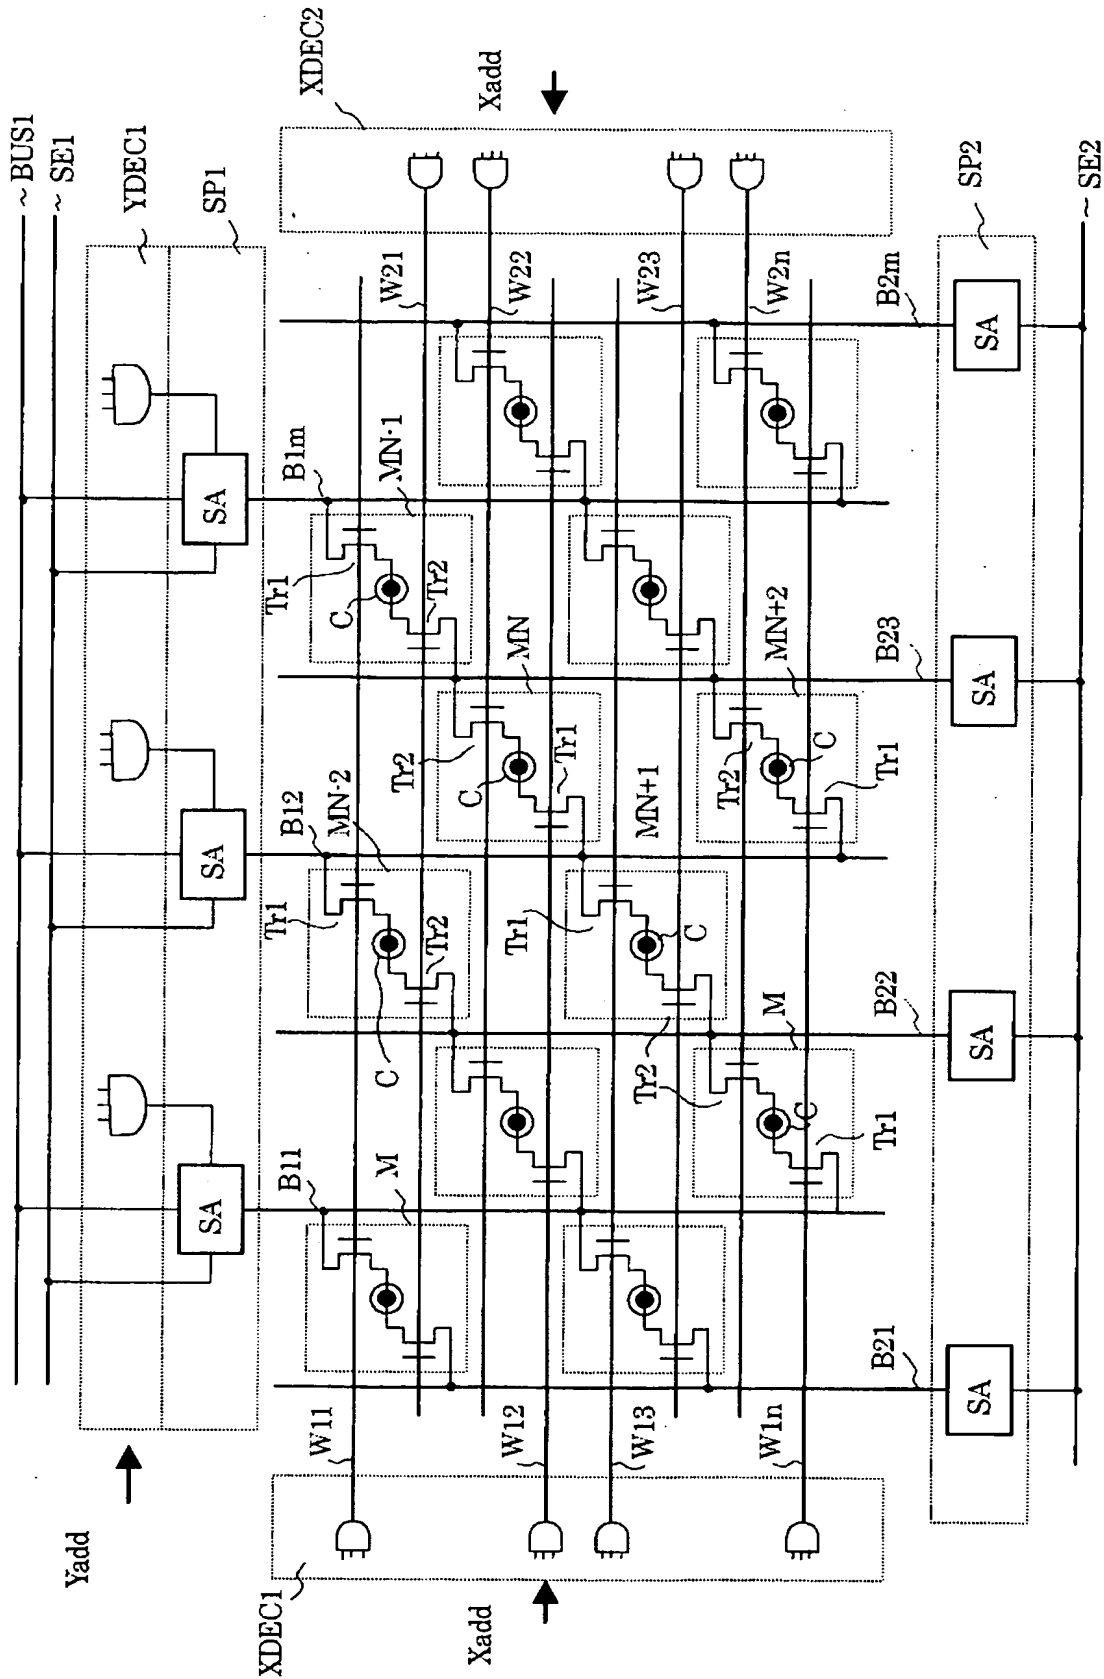 ~ BUS1
~ SE1
Yadd
YDEC1
SP1
SA
SA
SA
XDEC1
XDEC2
B11
B12
B1m
Tr1
Tr1
W11
MN-2
C
C
M
MN-1
W21
Tr2
Tr2
Tr2
Xadd
Xadd
C
W12
Tr1
Tr1
MN
W22
Tr1
W13
MN+1
W23
Tr2
Tr2
C
Tr2
W1n
M
MN+2
W2n
C
C
Tr1
Tr1
B21
B22
B23
B2m
SP2
SA
SA
SA
SA
~ SE2